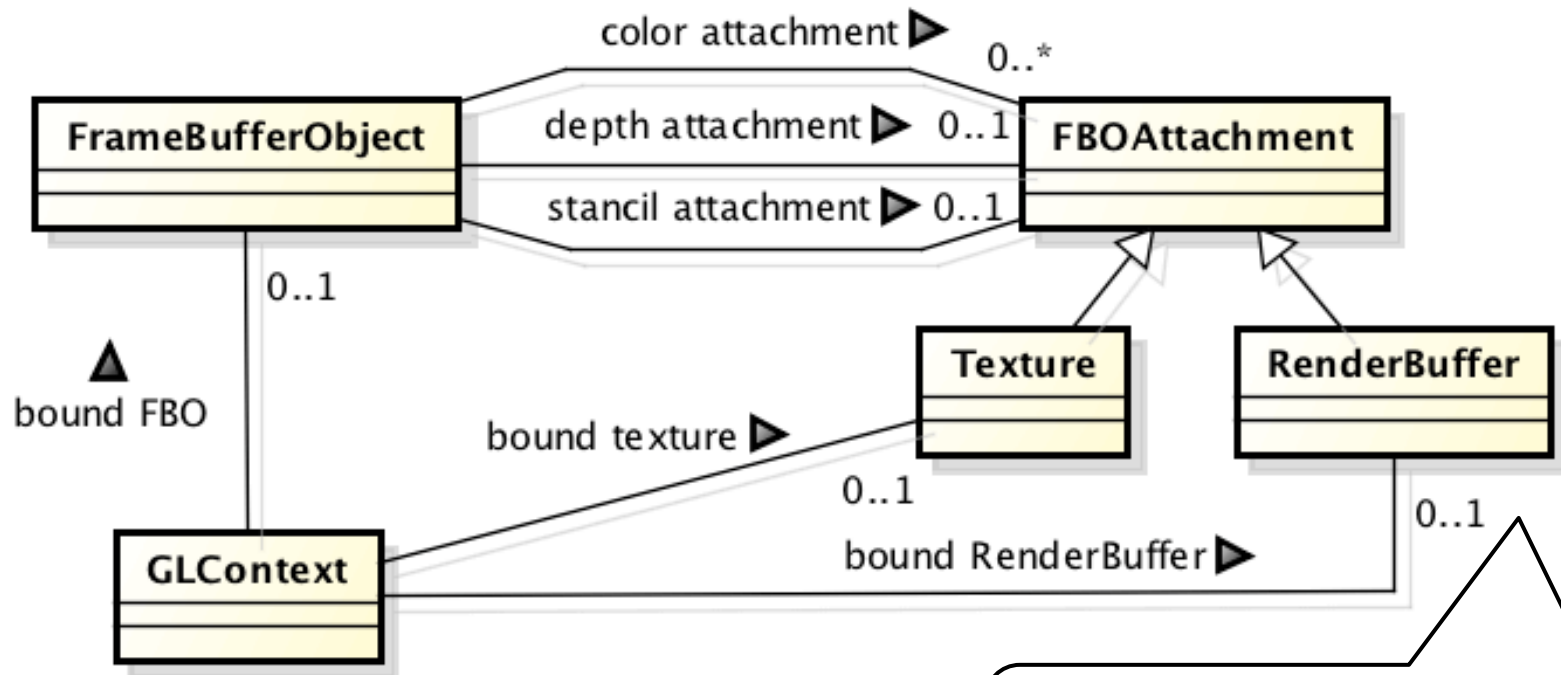 color attachment
0..*
FrameBufferObject
depth attachment
0..1
FBOAttachment
stancil attachment
0..1
0..1
bound FBO
Texture
RenderBuffer
bound texture
0..1
0..1
GLContext
bound RenderBuffer